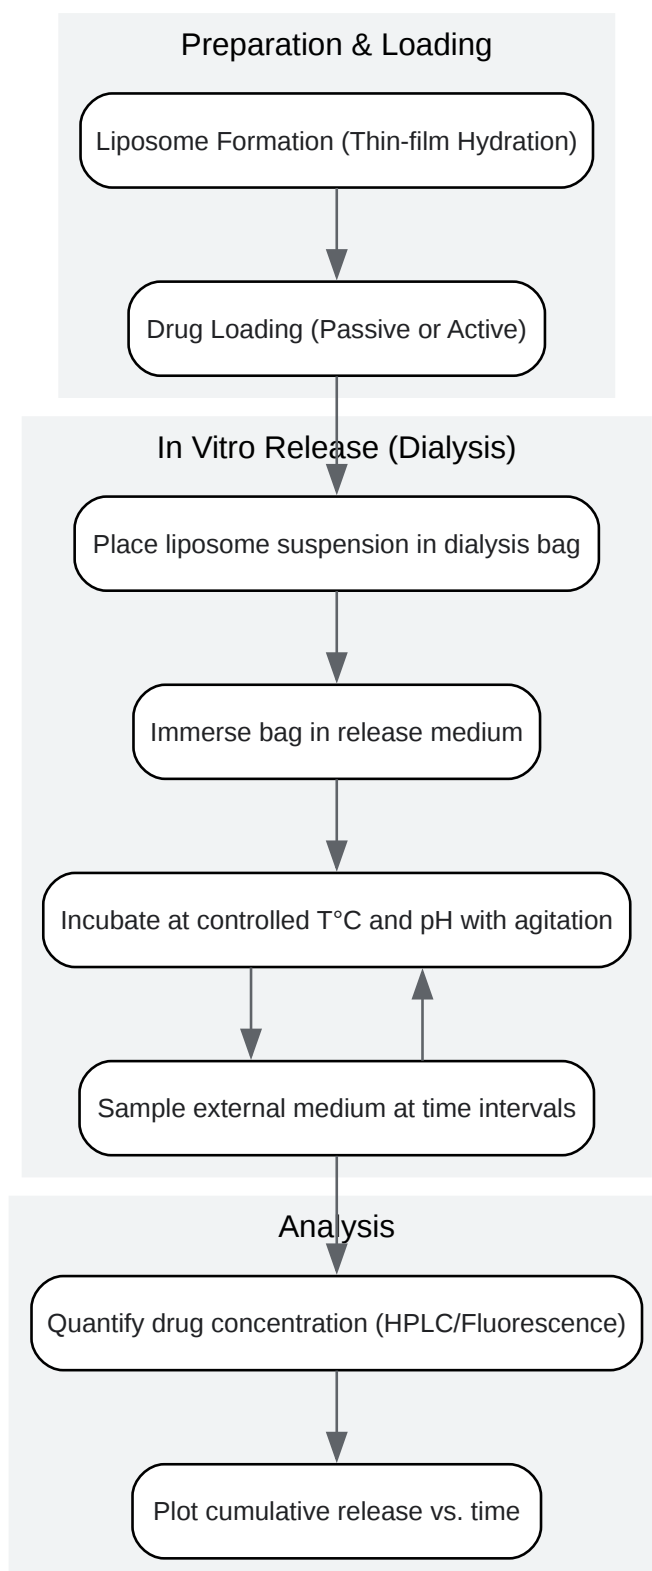 Preparation & Loading
Liposome Formation (Thin-film Hydration)
Drug Loading (Passive or Active)
In Vitro Release (Dialysis)
Place liposome suspension in dialysis bag
Immerse bag in release medium
Incubate at controlled T°C and pH with agitation
Sample external medium at time intervals
Analysis
Quantify drug concentration (HPLC/Fluorescence)
Plot cumulative release vs. time